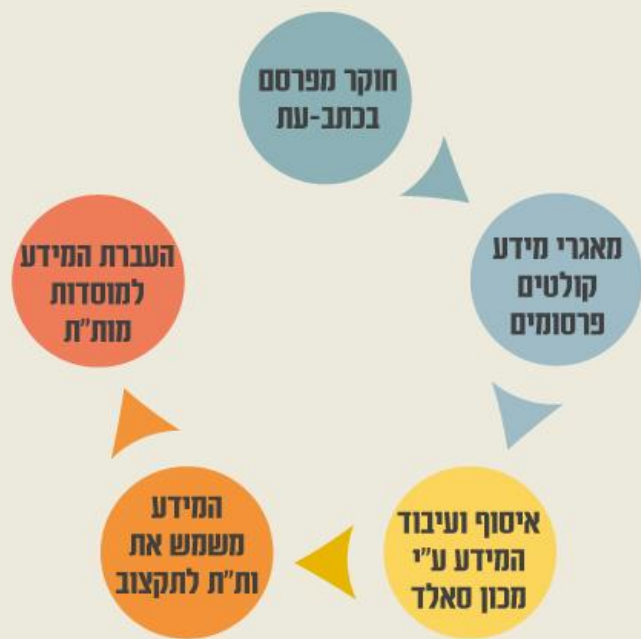 חוקר מפרסם
בכתב-עת
מאגרי מידע
קולטים
פרסומים
איסוף ועיבוד
המידע ע"י
מכון סאלד
המידע
משמש את
ות"ת לתקצוב
העברת המידע
למוסדות
מות"ת